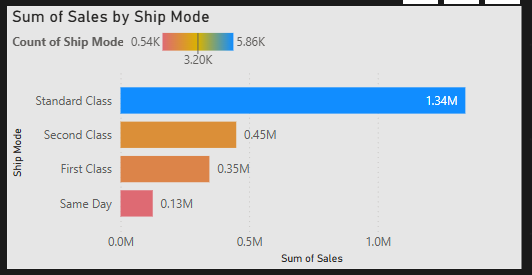 Sum of Sales by Ship Mode
Count of Ship Mode 0.54K 5.86K
3.20K
Ship Mode
Standard Class 1.34M
Second Class 0.45M
First Class 0.35M
Same Day 0.13M
0.0M 0.5M 1.0M
Sum of Sales